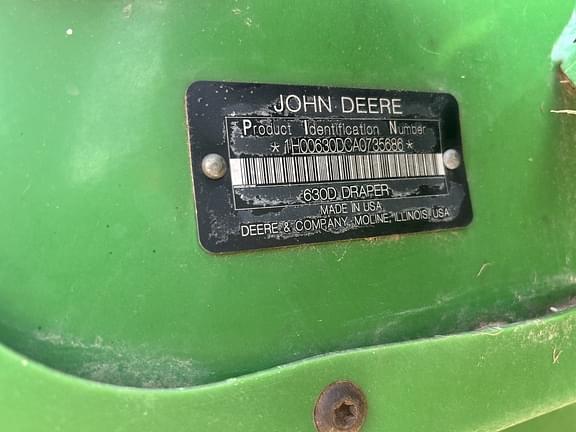 JOHN DEERE
Product Identification Number
*1H00630DCA0735686*
630D DRAPER
MADE IN USA
DEERE & COMPANY MOLINE, ILLINOIS USA